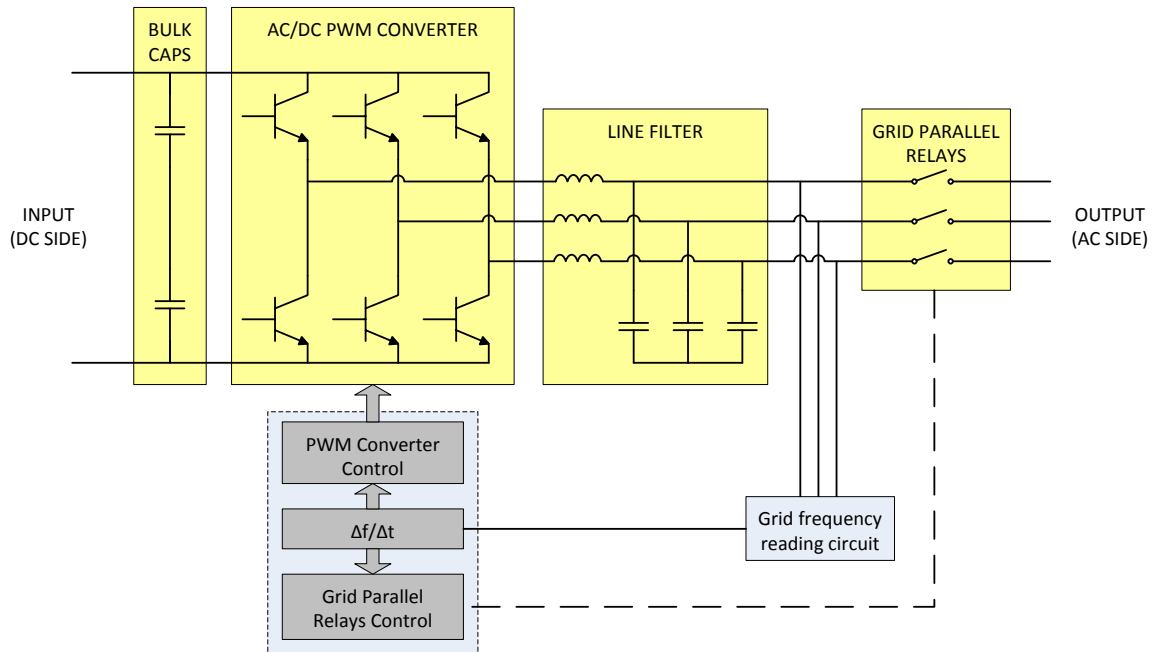 BULK
CAPS
AC/DC PWM CONVERTER
LINE FILTER
GRID PARALLEL
RELAYS
INPUT
(DC SIDE)
OUTPUT
(AC SIDE)
PWM Converter
Control
Δf/Δt
Grid Parallel
Relays Control
Grid frequency
reading circuit